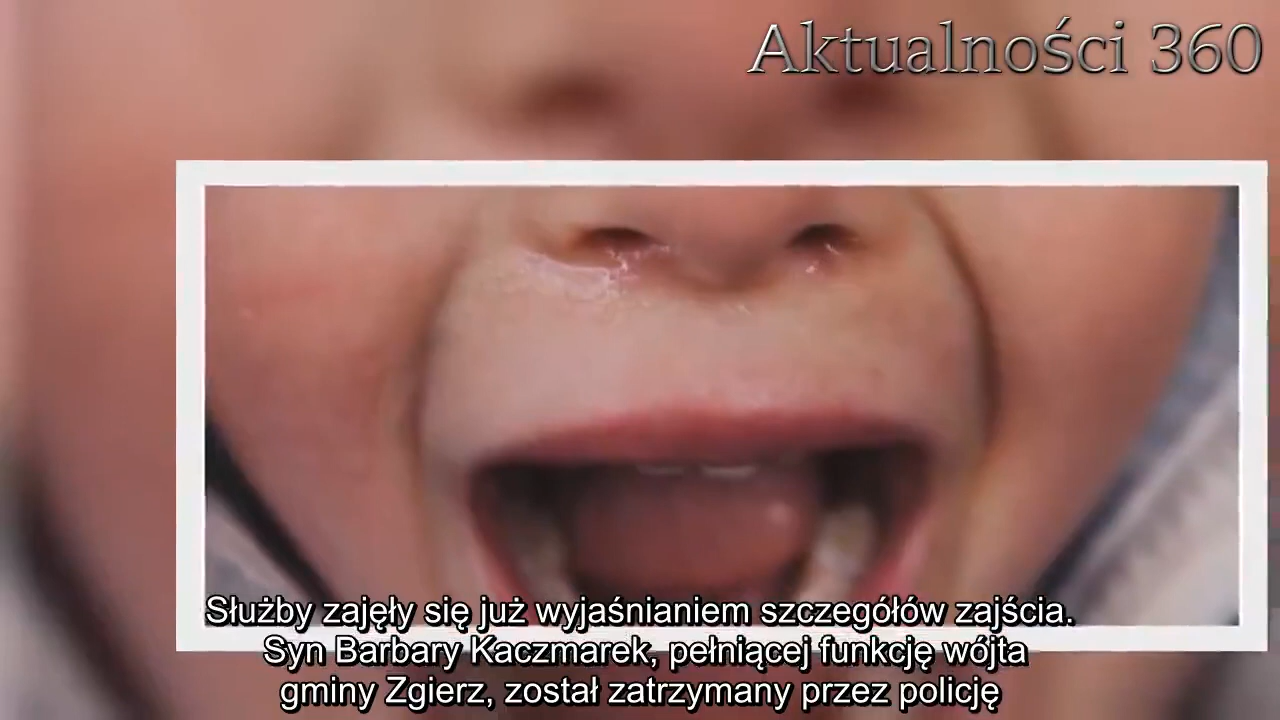 Aktualności 360
Służby zajęły się już wyjaśnianiem szczegółów zajścia.
Syn Barbary Kaczmarek, pełniącej funkcję wójta
gminy Zgierz, został zatrzymany przez policję